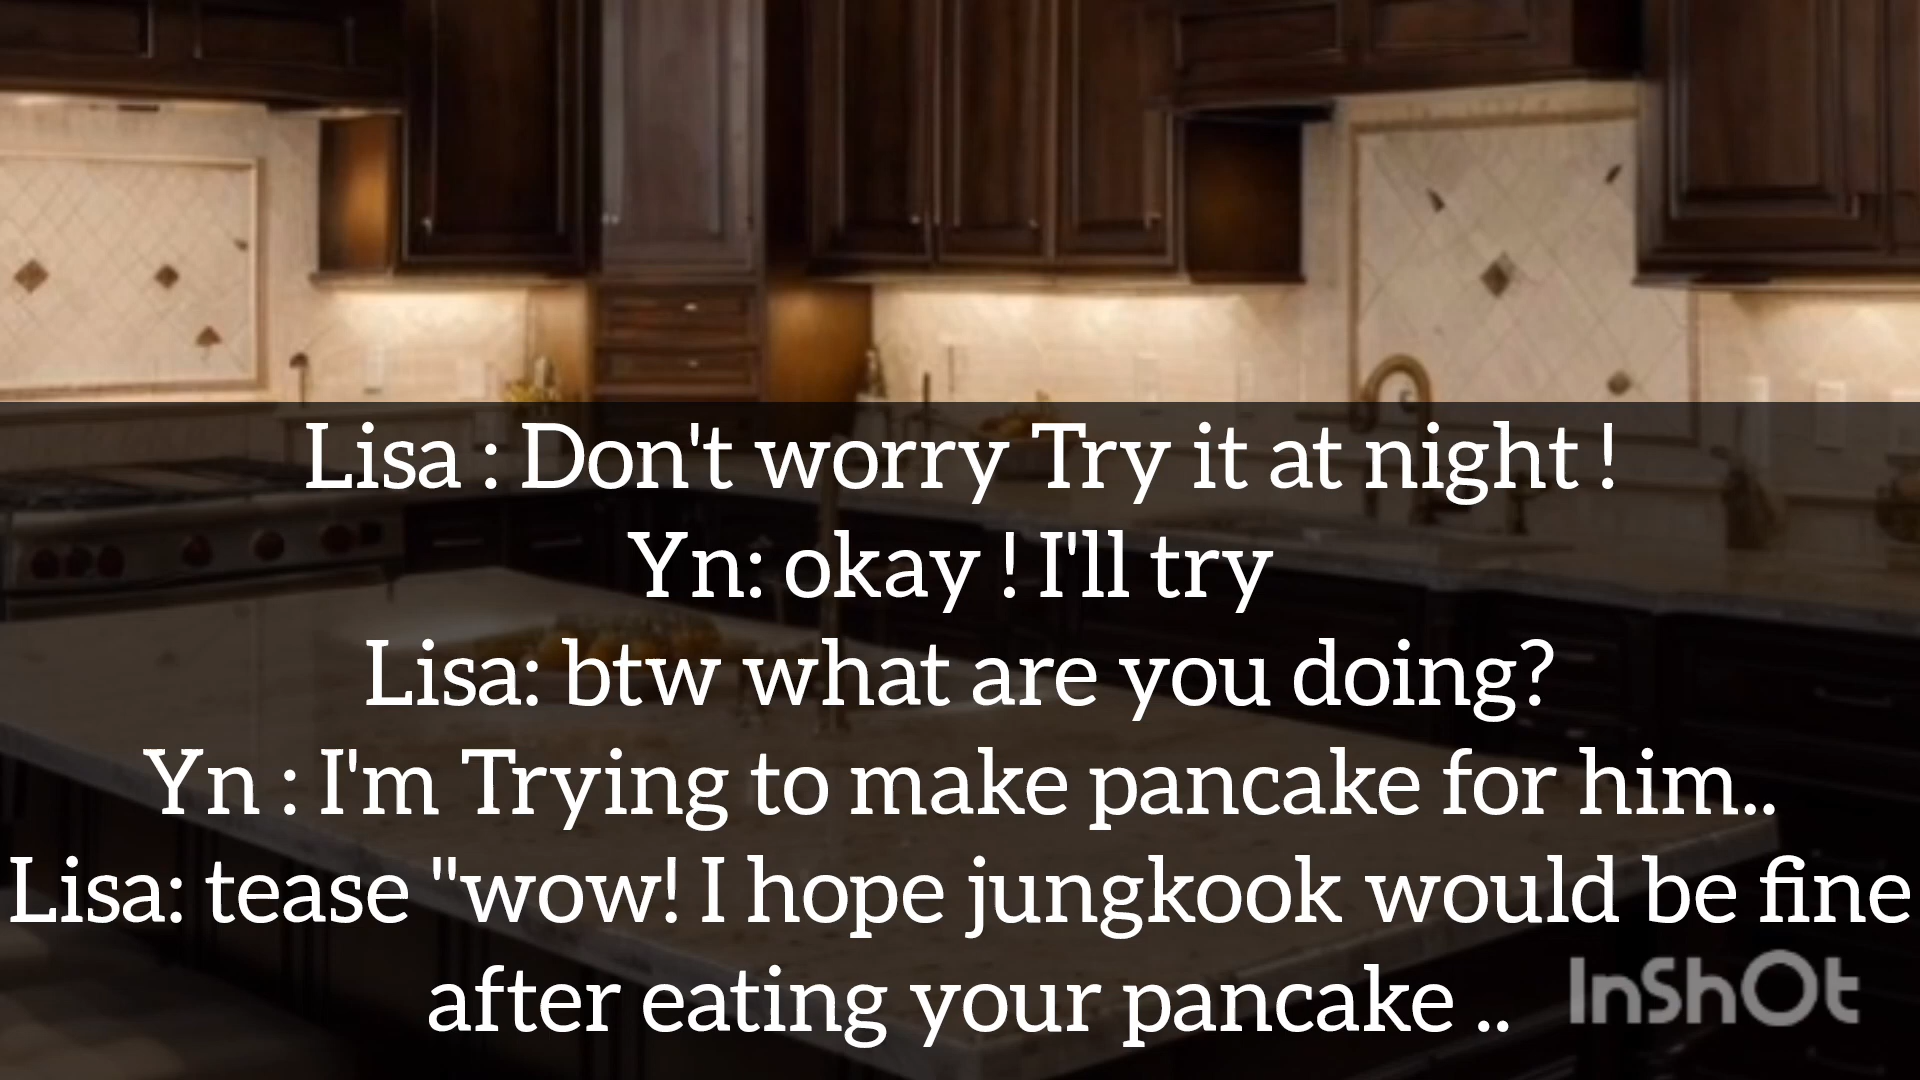 Lisa : Don't worry Try it at night !
Yn: okay ! I'll try
Lisa: btw what are you doing?
Yn : I'm Trying to make pancake for him..
Lisa: tease "wow! I hope jungkook would be fine
after eating your pancake ..
InShOt